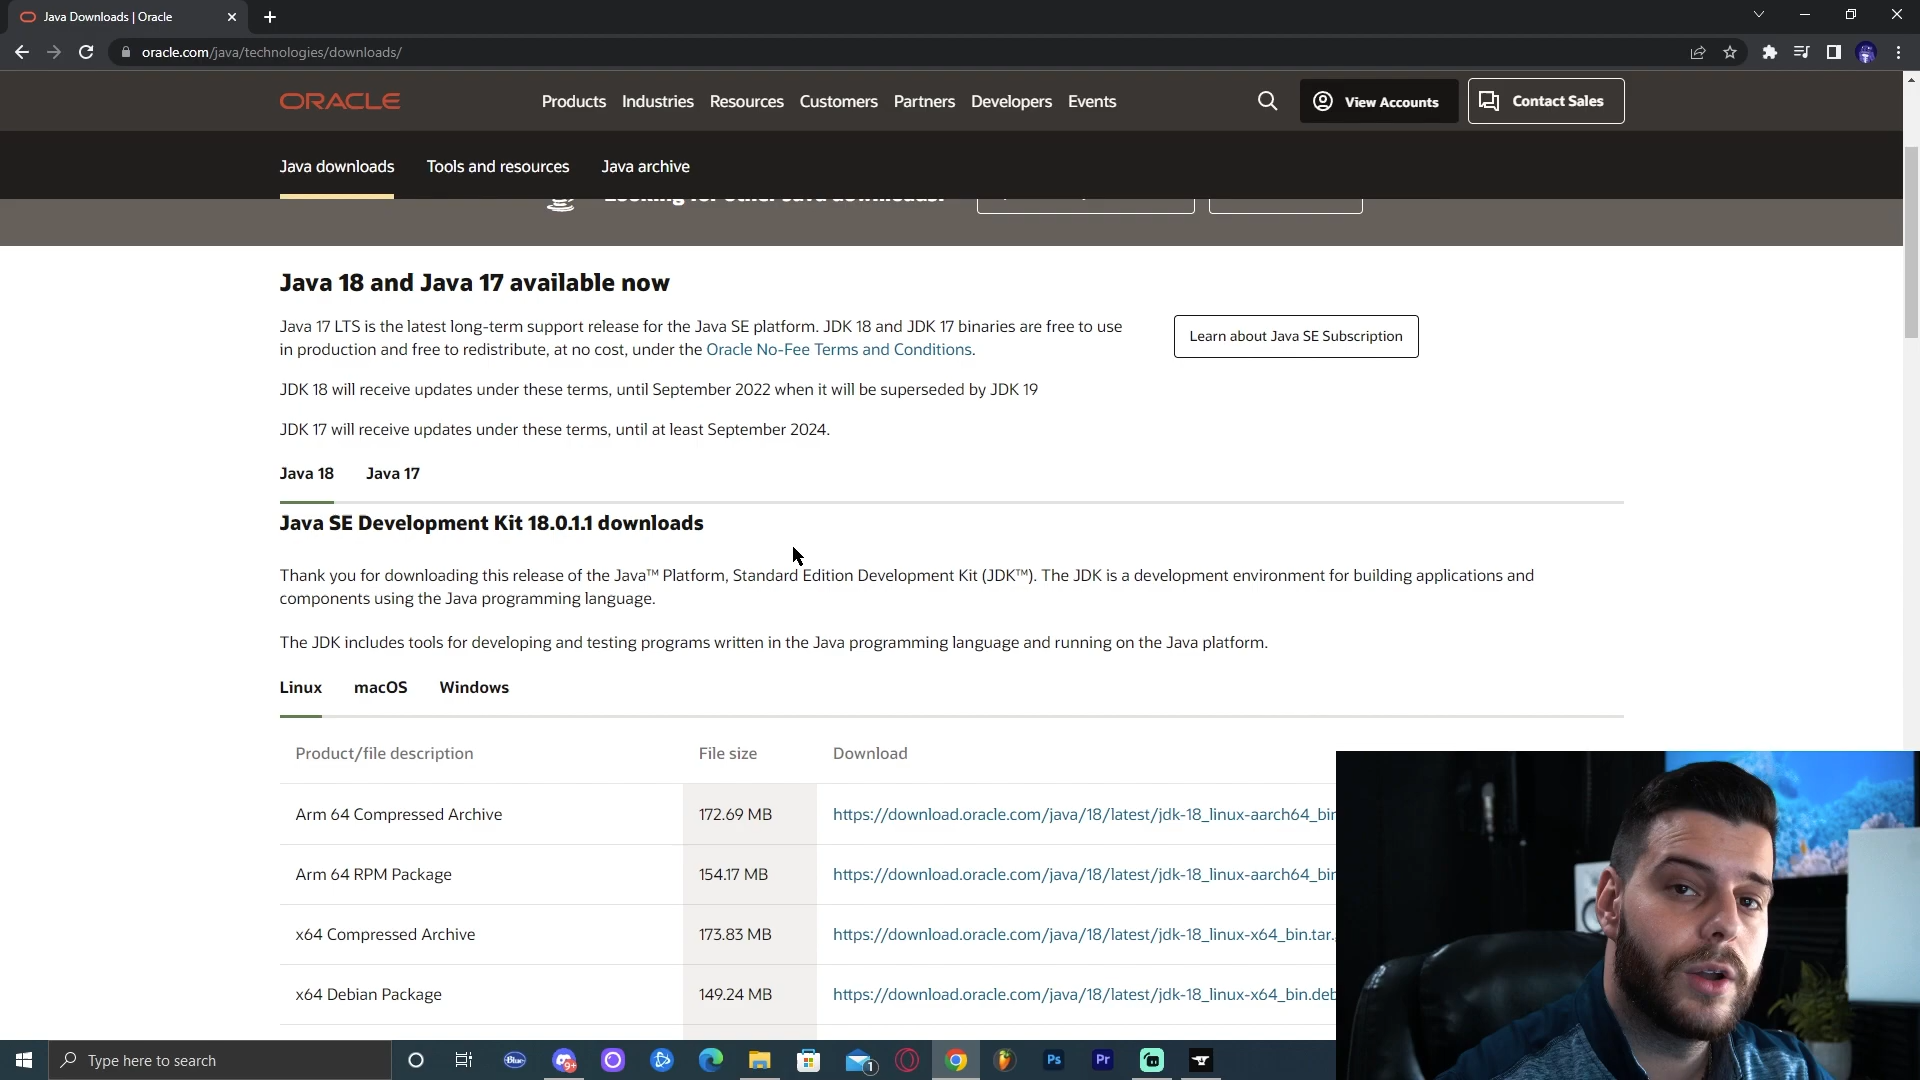 Java Downloads | Oracle
oracle.com/java/technologies/downloads/
ORACLE
Products Industries Resources Customers Partners Developers Events
View Accounts
Contact Sales
Java downloads Tools and resources Java archive
Looking for other Java downloads?
Java 18 and Java 17 available now
Java 17 LTS is the latest long-term support release for the Java SE platform. JDK 18 and JDK 17 binaries are free to use
in production and free to redistribute, at no cost, under the Oracle No-Fee Terms and Conditions.
Learn about Java SE Subscription
JDK 18 will receive updates under these terms, until September 2022 when it will be superseded by JDK 19
JDK 17 will receive updates under these terms, until at least September 2024.
Java 18 Java 17
Java SE Development Kit 18.0.1.1 downloads
Thank you for downloading this release of the Java™ Platform, Standard Edition Development Kit (JDK™). The JDK is a development environment for building applications and
components using the Java programming language.
The JDK includes tools for developing and testing programs written in the Java programming language and running on the Java platform.
Linux macOS Windows
Product/file description File size Download
Arm 64 Compressed Archive 172.69 MB https://download.oracle.com/java/18/latest/jdk-18_linux-aarch64_bin
Arm 64 RPM Package 154.17 MB https://download.oracle.com/java/18/latest/jdk-18_linux-aarch64_bin
x64 Compressed Archive 173.83 MB https://download.oracle.com/java/18/latest/jdk-18_linux-x64_bin.tar.
x64 Debian Package 149.24 MB https://download.oracle.com/java/18/latest/jdk-18_linux-x64_bin.deb
Type here to search
Blue
9+
1
Ps
Pr